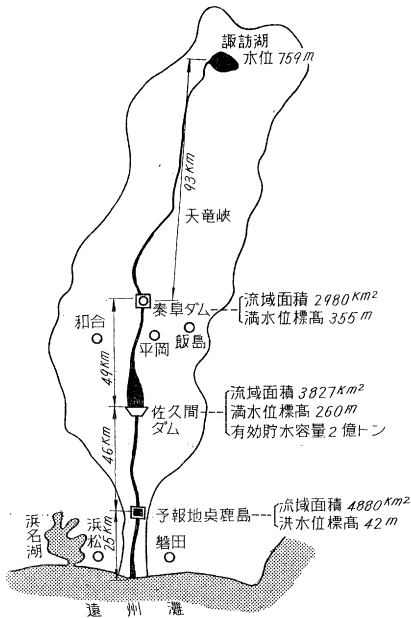 諏訪湖
水位 759m
93Km
天竜峡
泰阜ダム
流域面積 2980Km²
満水位標高 355m
和合
平岡
飯島
49Km
佐久間
ダム
流域面積 3827Km²
満水位標高 260m
有効貯水容量 2億トン
46Km
予報地点鹿島
流域面積 4880Km²
洪水位標高 42m
25Km
浜名湖
浜松
磐田
遠州灘